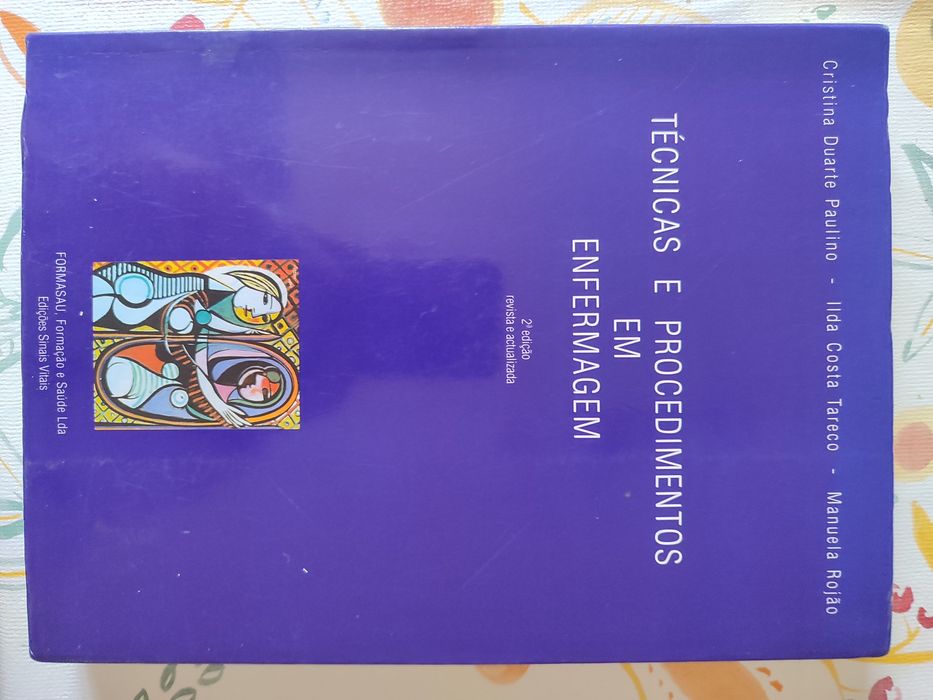 Cristina Duarte Paulino - Ilda Costa Tareco - Manuela Rojão
TÉCNICAS E PROCEDIMENTOS
EM
ENFERMAGEM
2ª edição
revista e actualizada
FORMASAU, Formação e Saúde Lda
Edições Sinais Vitais